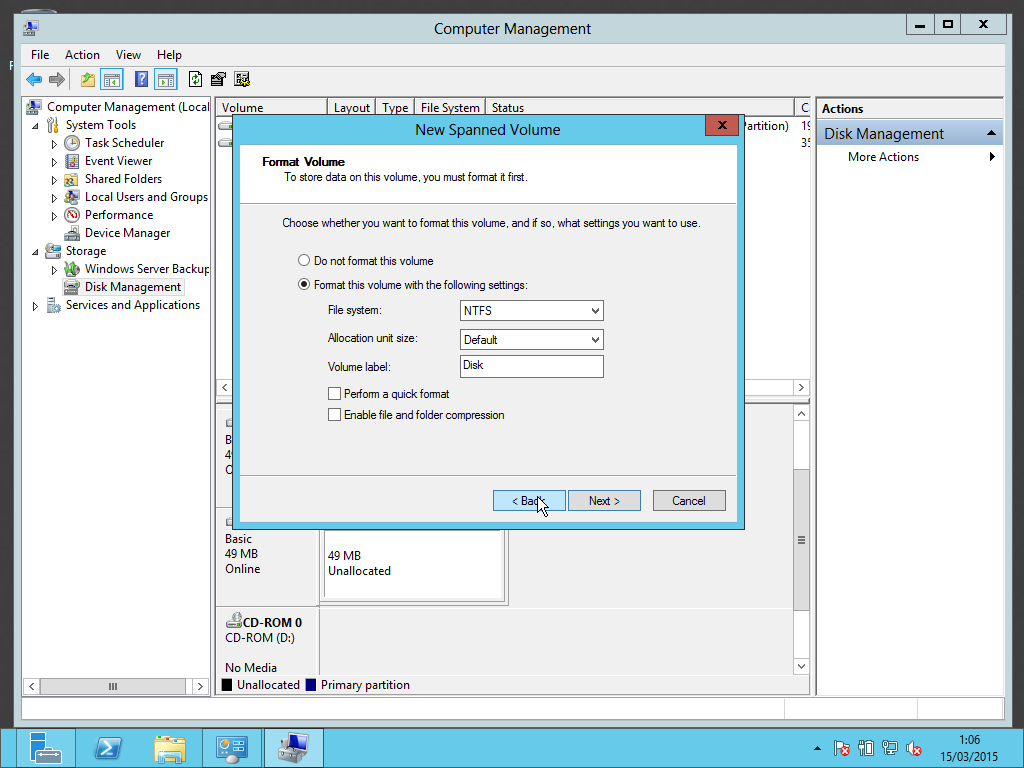 Computer Management
File Action View Help
Computer Management (Local
System Tools
Task Scheduler
Event Viewer
Shared Folders
Local Users and Groups
Performance
Device Manager
Storage
Windows Server Backup
Disk Management
Services and Applications
Volume Layout Type File System Status C
Partition) 19
35
New Spanned Volume
Format Volume
To store data on this volume, you must format it first.
Choose whether you want to format this volume, and if so, what settings you want to use.
Do not format this volume
Format this volume with the following settings:
File system: NTFS
Allocation unit size: Default
Volume label: Disk
Perform a quick format
Enable file and folder compression
< Back Next > Cancel
Basic
49 MB
Online
49 MB
Unallocated
CD-ROM 0
CD-ROM (D:)
No Media
Unallocated Primary partition
Actions
Disk Management
More Actions
1:06
15/03/2015